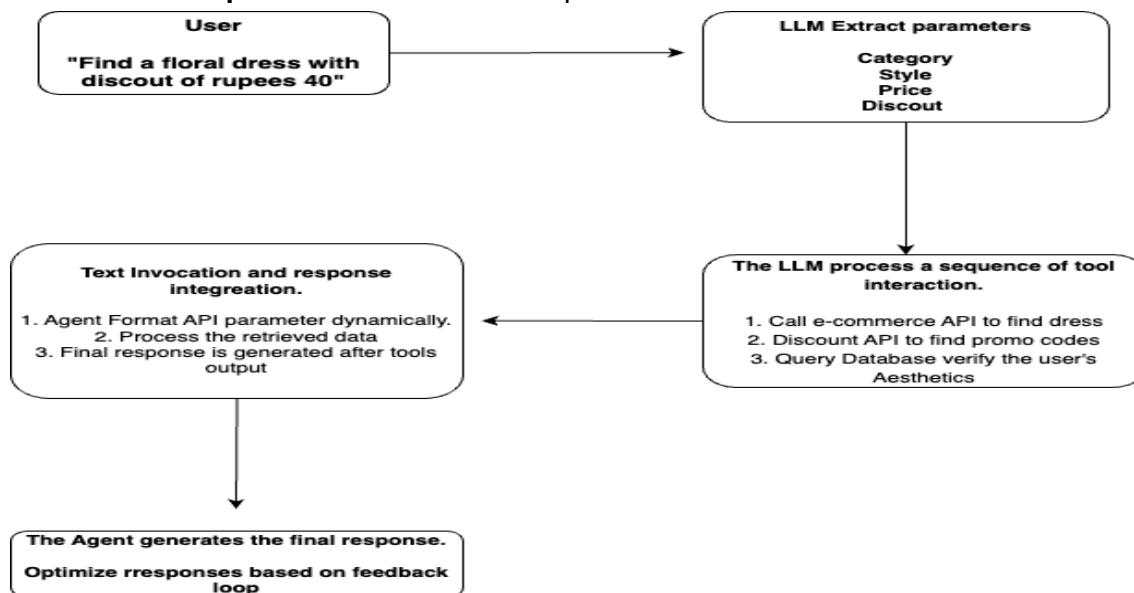 User
"Find a floral dress with
discout of rupees 40"
LLM Extract parameters
Category
Style
Price
Discout
The LLM process a sequence of tool
interaction.
1. Call e-commerce API to find dress
2. Discount API to find promo codes
3. Query Database verify the user's
Aesthetics
Text Invocation and response
integreation.
1. Agent Format API parameter dynamically.
2. Process the retrieved data
3. Final response is generated after tools
output
The Agent generates the final response.
Optimize rresponses based on feedback
loop